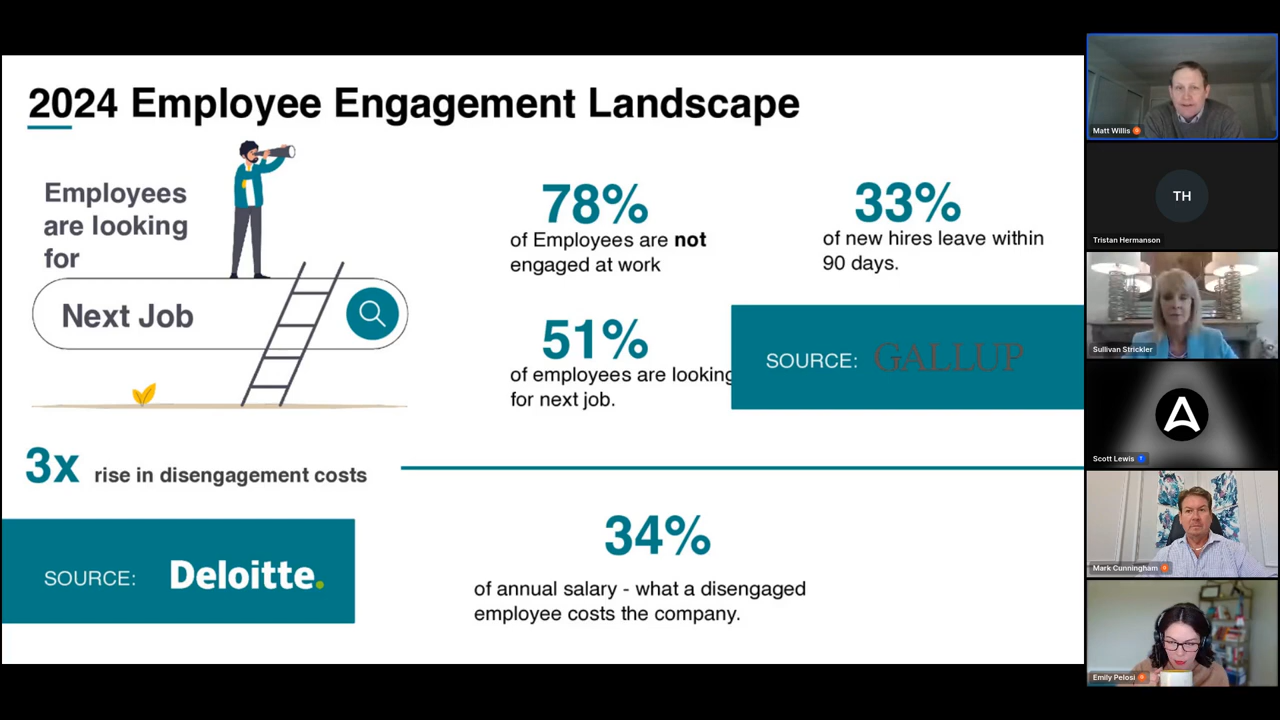 2024 Employee Engagement Landscape
Employees
are looking
for
Next Job
78%
of Employees are not
engaged at work
33%
of new hires leave within
90 days.
51%
of employees are looking
for next job.
SOURCE: GALLUP
3x rise in disengagement costs
SOURCE: Deloitte.
34%
of annual salary - what a disengaged
employee costs the company.
Matt Willis
TH
Tristan Hermanson
Sullivan Strickler
Scott Lewis
Mark Cunningham
Emily Pelosi